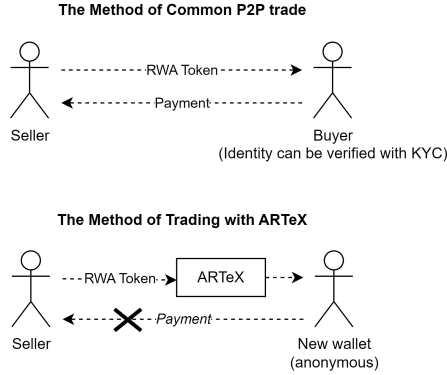 The Method of Common P2P trade
RWA Token
Payment
Seller
Buyer
(Identity can be verified with KYC)
The Method of Trading with ARTeX
RWA Token
ARTeX
Payment
Seller
New wallet
(anonymous)